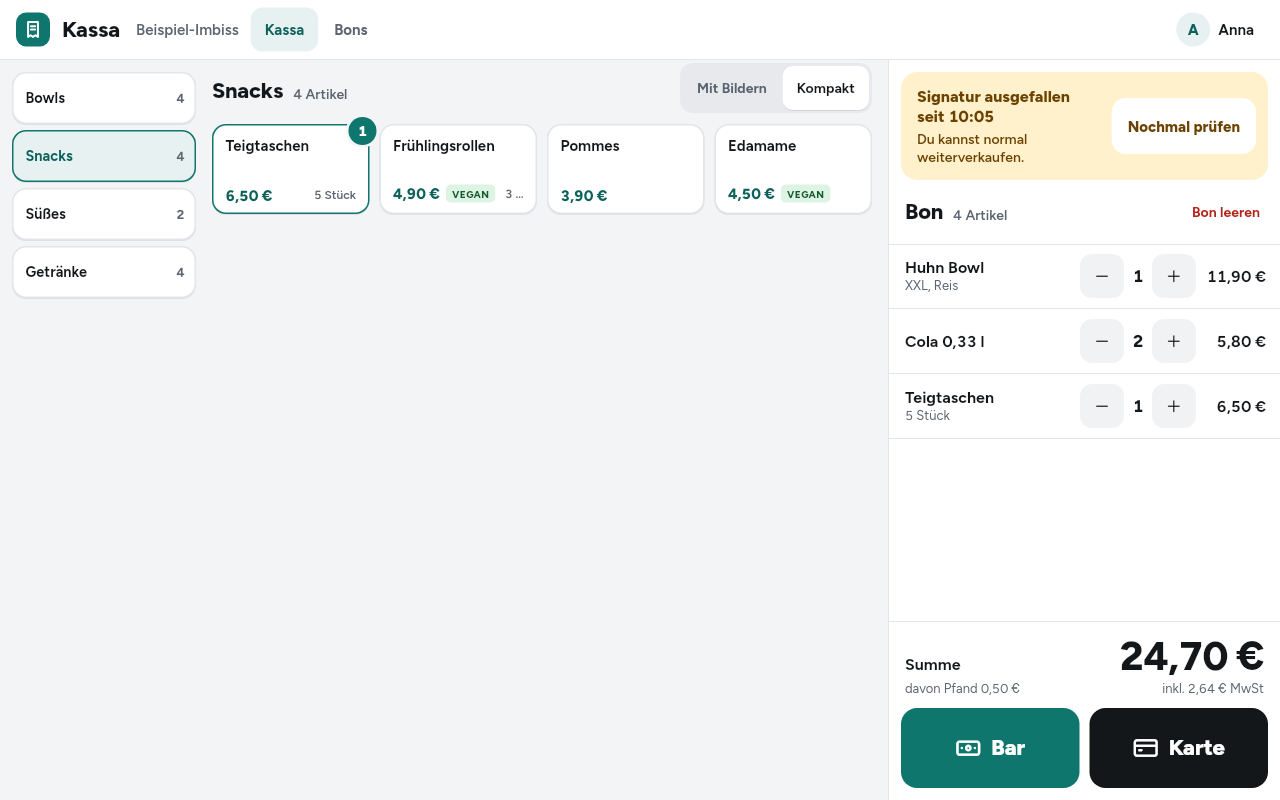 Kassa
Beispiel-Imbiss
Kassa
Bons
A
Anna
Bowls 4
Snacks 4
Süßes 2
Getränke 4
Snacks 4 Artikel
Mit Bildern
Kompakt
1
Teigtaschen
6,50 € 5 Stück
Frühlingsrollen
4,90 € VEGAN 3 ...
Pommes
3,90 €
Edamame
4,50 € VEGAN
Signatur ausgefallen
seit 10:05
Du kannst normal
weiterverkaufen.
Nochmal prüfen
Bon 4 Artikel
Bon leeren
Huhn Bowl
XXL, Reis
− 1 + 11,90 €
Cola 0,33 l
− 2 + 5,80 €
Teigtaschen
5 Stück
− 1 + 6,50 €
Summe 24,70 €
davon Pfand 0,50 € inkl. 2,64 € MwSt
Bar
Karte